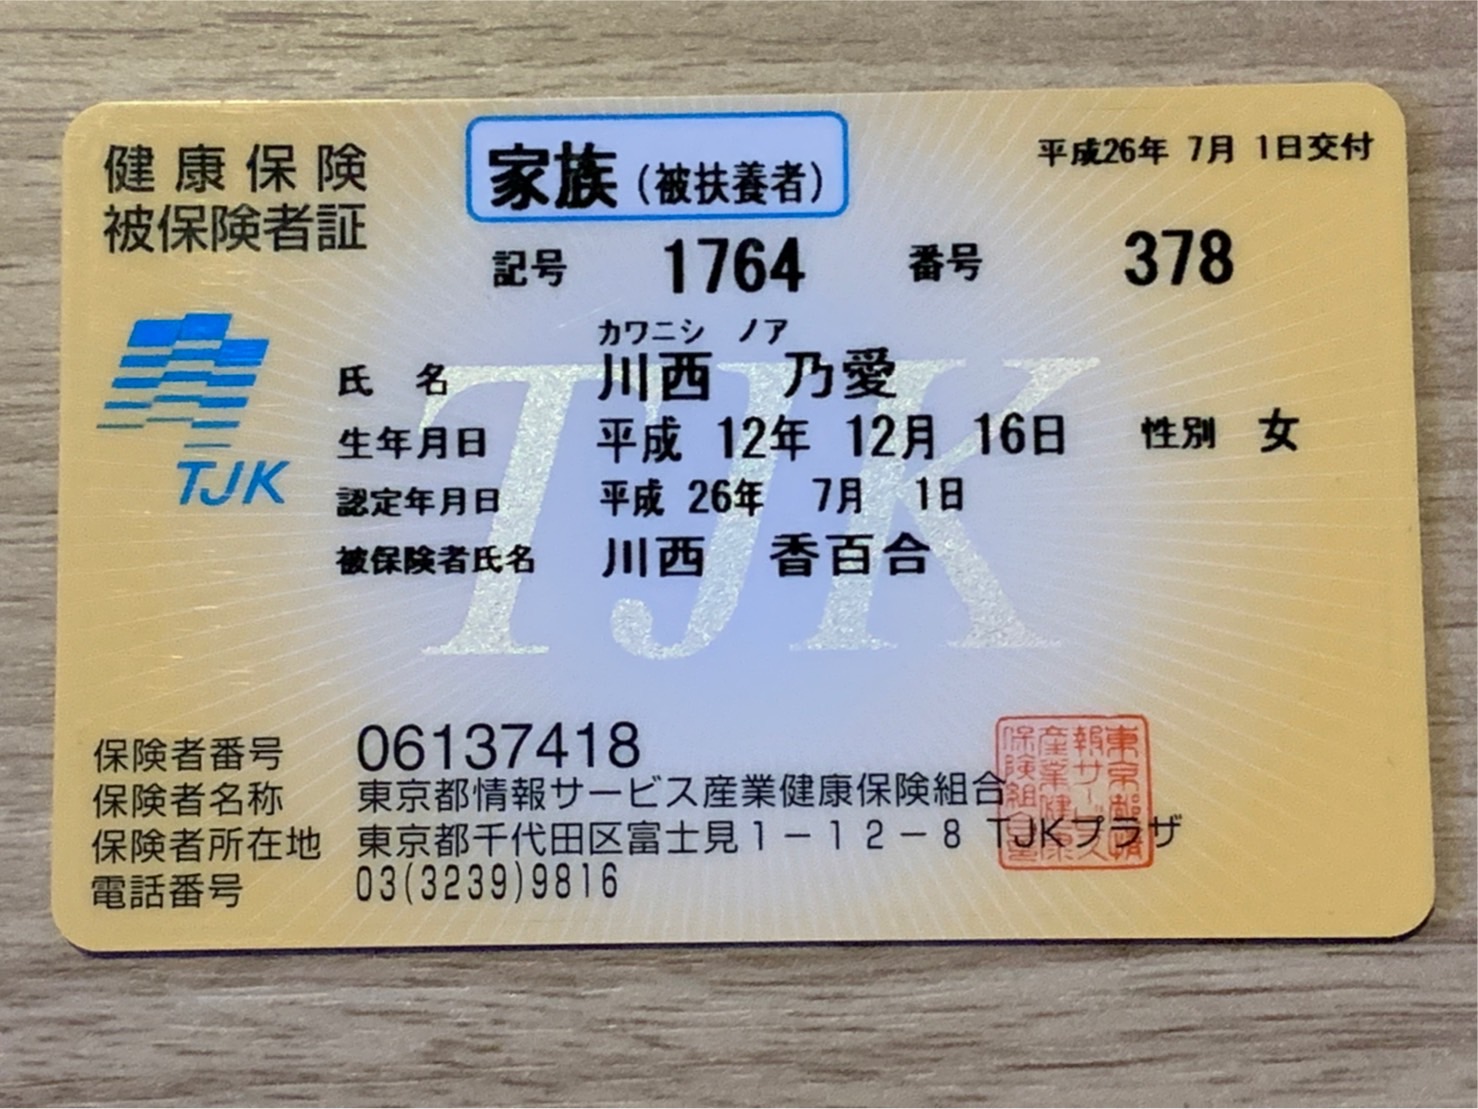 健康保険
被保険者証
家族（被扶養者）
平成26年 7月 1日交付
記号 1764 番号 378
カワニシ ノア
氏 名 川西 乃愛
生年月日 平成 12年 12月 16日 性別 女
認定年月日 平成 26年 7月 1日
被保険者氏名 川西 香百合
TJK
TJK
保険者番号 06137418
保険者名称 東京都情報サービス産業健康保険組合
保険者所在地 東京都千代田区富士見1－12－8 TJKプラザ
電話番号 03(3239)9816